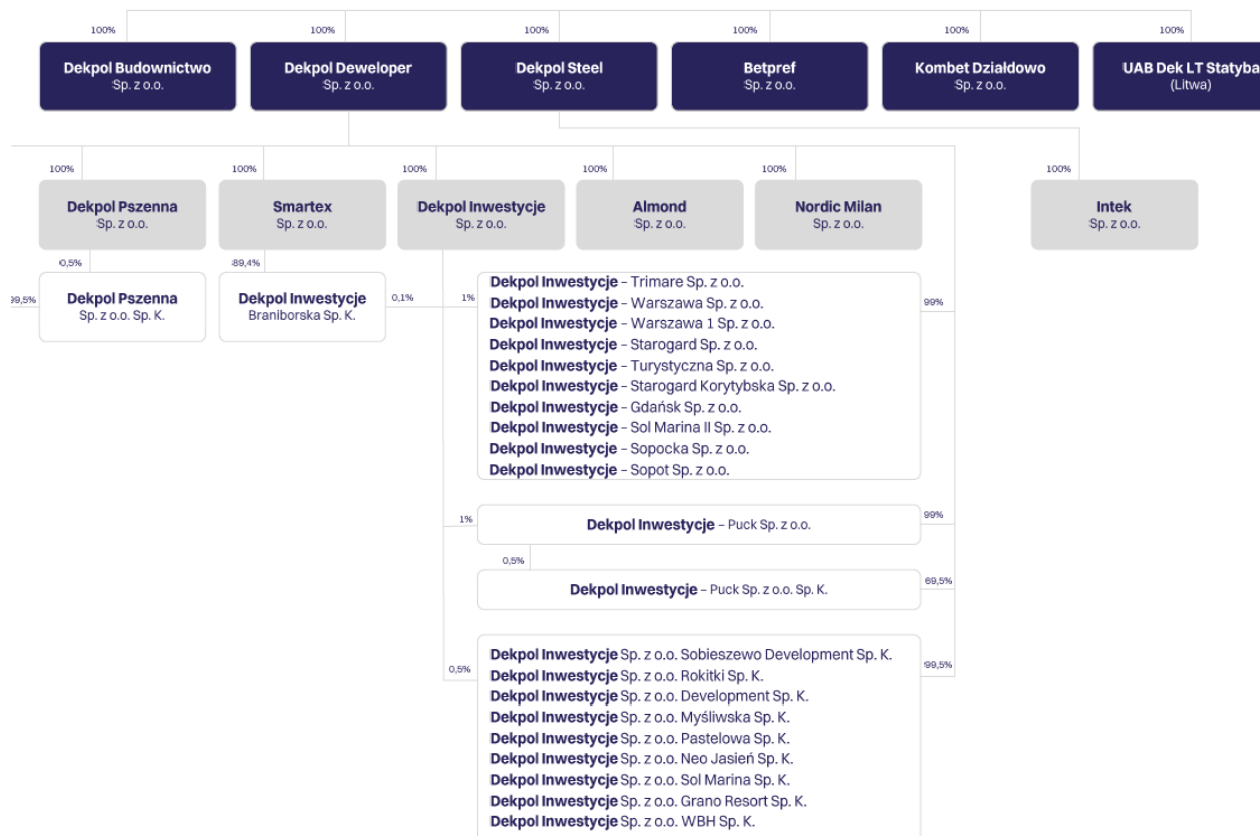 100%
100%
100%
100%
100%
100%
Dekpol Budownictwo
Sp. z o.o.
Dekpol Deweloper
Sp. z o.o.
Dekpol Steel
Sp. z o.o.
Betpref
Sp. z o.o.
Kombet Działdowo
Sp. z o.o.
UAB Dek LT Statyba
(Litwa)
100%
100%
100%
100%
100%
100%
Dekpol Pszenna
Sp. z o.o.
Smartex
Sp. z o.o.
Dekpol Inwestycje
Sp. z o.o.
Almond
Sp. z o.o.
Nordic Milan
Sp. z o.o.
Intek
Sp. z o.o.
0,5%
89,4%
99,5%
Dekpol Pszenna
Sp. z o.o. Sp. K.
Dekpol Inwestycje
Braniborska Sp. K.
0,1%
1%
Dekpol Inwestycje – Trimare Sp. z o.o.
Dekpol Inwestycje – Warszawa Sp. z o.o.
Dekpol Inwestycje – Warszawa 1 Sp. z o.o.
Dekpol Inwestycje – Starogard Sp. z o.o.
Dekpol Inwestycje – Turystyczna Sp. z o.o.
Dekpol Inwestycje – Starogard Korytybska Sp. z o.o.
Dekpol Inwestycje – Gdańsk Sp. z o.o.
Dekpol Inwestycje – Sol Marina II Sp. z o.o.
Dekpol Inwestycje – Sopocka Sp. z o.o.
Dekpol Inwestycje – Sopot Sp. z o.o.
99%
1%
Dekpol Inwestycje – Puck Sp. z o.o.
99%
0,5%
Dekpol Inwestycje – Puck Sp. z o.o. Sp. K.
69,5%
0,5%
Dekpol Inwestycje Sp. z o.o. Sobieszewo Development Sp. K.
Dekpol Inwestycje Sp. z o.o. Rokitki Sp. K.
Dekpol Inwestycje Sp. z o.o. Development Sp. K.
Dekpol Inwestycje Sp. z o.o. Myśliwska Sp. K.
Dekpol Inwestycje Sp. z o.o. Pastelowa Sp. K.
Dekpol Inwestycje Sp. z o.o. Neo Jasień Sp. K.
Dekpol Inwestycje Sp. z o.o. Sol Marina Sp. K.
Dekpol Inwestycje Sp. z o.o. Grano Resort Sp. K.
Dekpol Inwestycje Sp. z o.o. WBH Sp. K.
99,5%